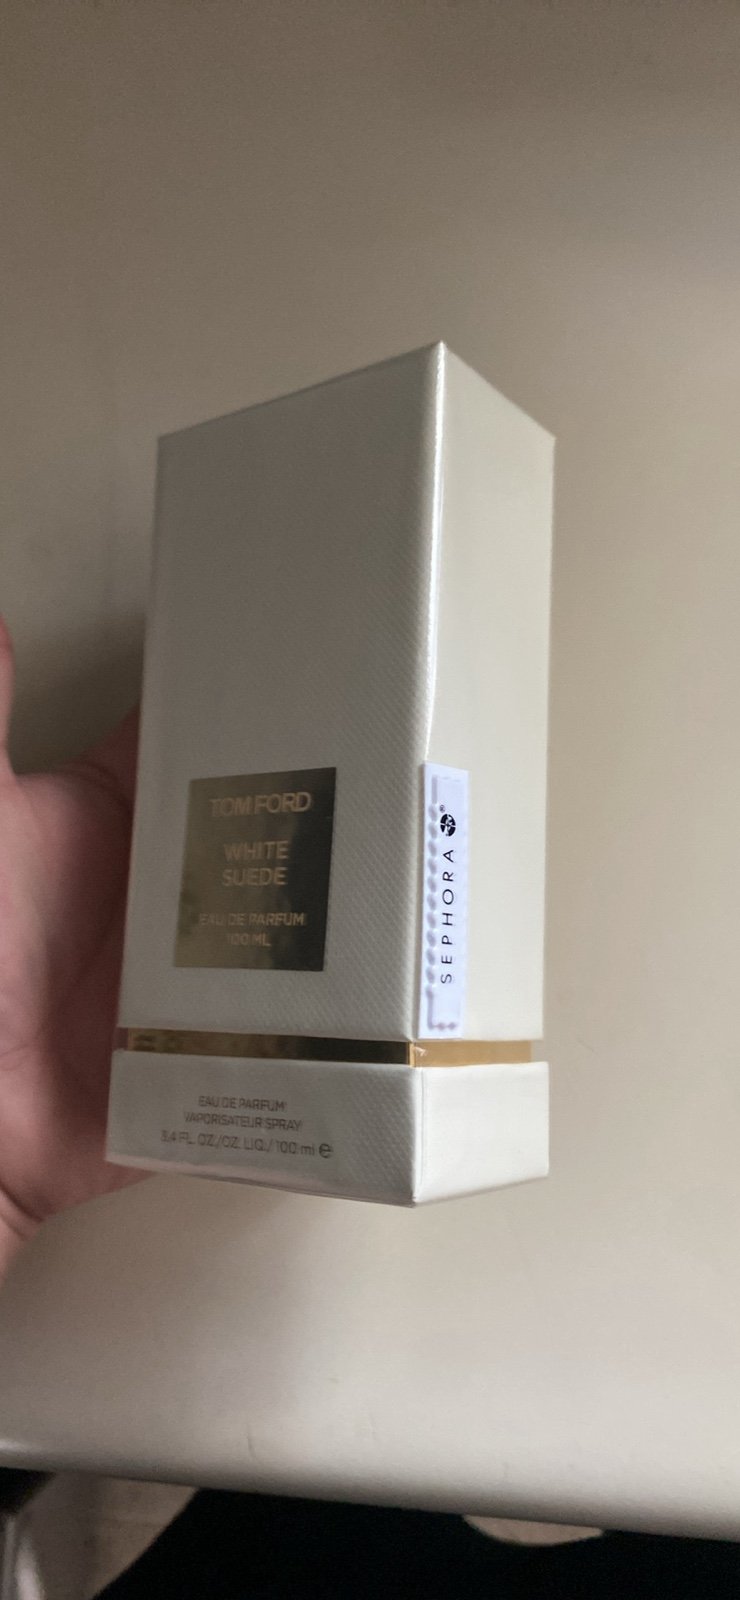 TOM FORD
WHITE
SUEDE
EAU DE PARFUM
100 ML
SEPHORA
EAU DE PARFUM
VAPORISATEUR SPRAY
3.4 FL. OZ./OZ. LIQ./100 ml ℮